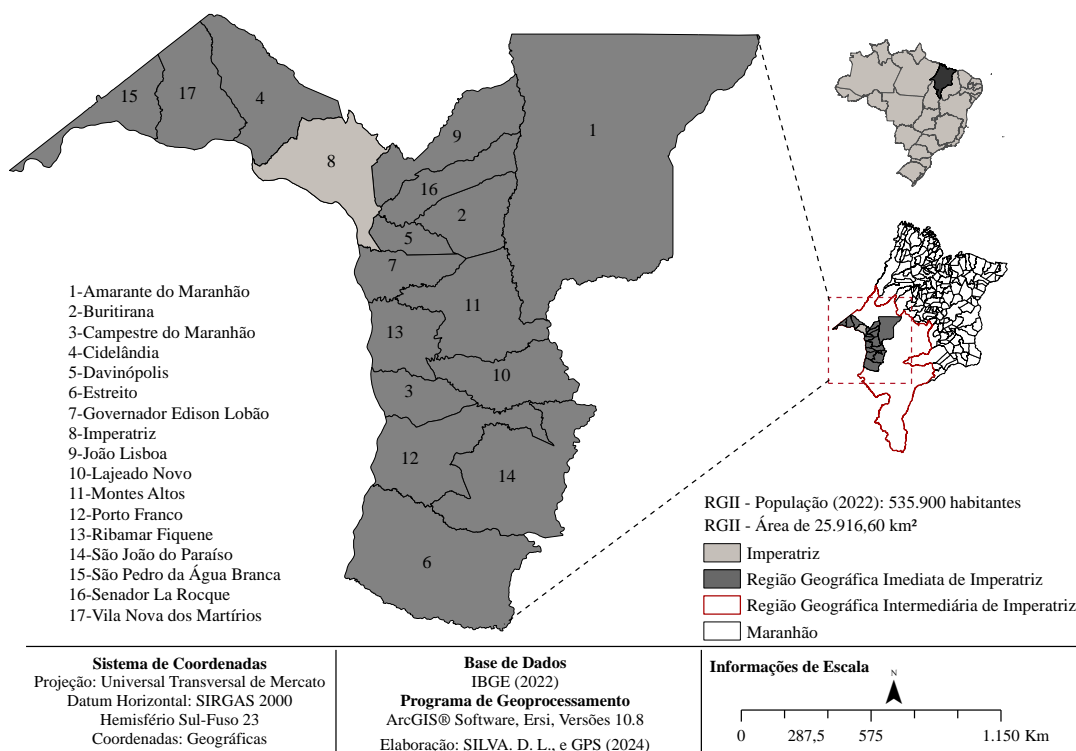 15
17
4
9
1
8
16
2
5
7
11
13
10
3
12
14
6
1-Amarante do Maranhão
2-Buritirana
3-Campestre do Maranhão
4-Cidelândia
5-Davinópolis
6-Estreito
7-Governador Edison Lobão
8-Imperatriz
9-João Lisboa
10-Lajeado Novo
11-Montes Altos
12-Porto Franco
13-Ribamar Fiquene
14-São João do Paraíso
15-São Pedro da Água Branca
16-Senador La Rocque
17-Vila Nova dos Martírios
RGII - População (2022): 535.900 habitantes
RGII - Área de 25.916,60 km²
Imperatriz
Região Geográfica Imediata de Imperatriz
Região Geográfica Intermediária de Imperatriz
Maranhão
Sistema de Coordenadas
Projeção: Universal Transversal de Mercato
Datum Horizontal: SIRGAS 2000
Hemisfério Sul-Fuso 23
Coordenadas: Geográficas
Base de Dados
IBGE (2022)
Programa de Geoprocessamento
ArcGIS® Software, Ersi, Versões 10.8
Elaboração: SILVA. D. L., e GPS (2024)
Informações de Escala
N
0 287,5 575 1.150 Km